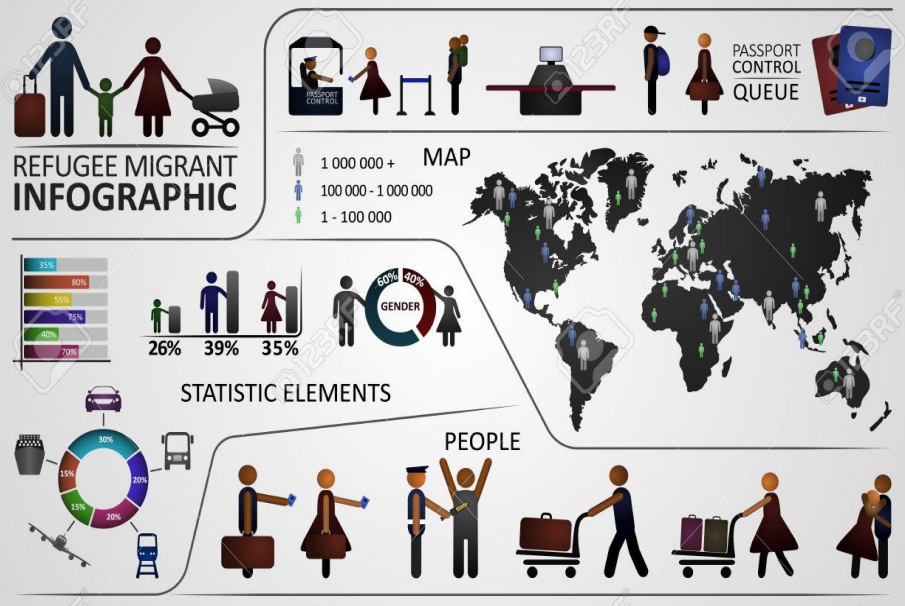 REFUGEE MIGRANT
INFOGRAPHIC
PASSPORT
CONTROL
PASSPORT
CONTROL
QUEUE
MAP
1 000 000 +
100 000 - 1 000 000
1 - 100 000
35%
80%
55%
75%
40%
70%
26% 39% 35%
60% 40%
GENDER
STATISTIC ELEMENTS
30%
15%
20%
15%
20%
PEOPLE
123RF